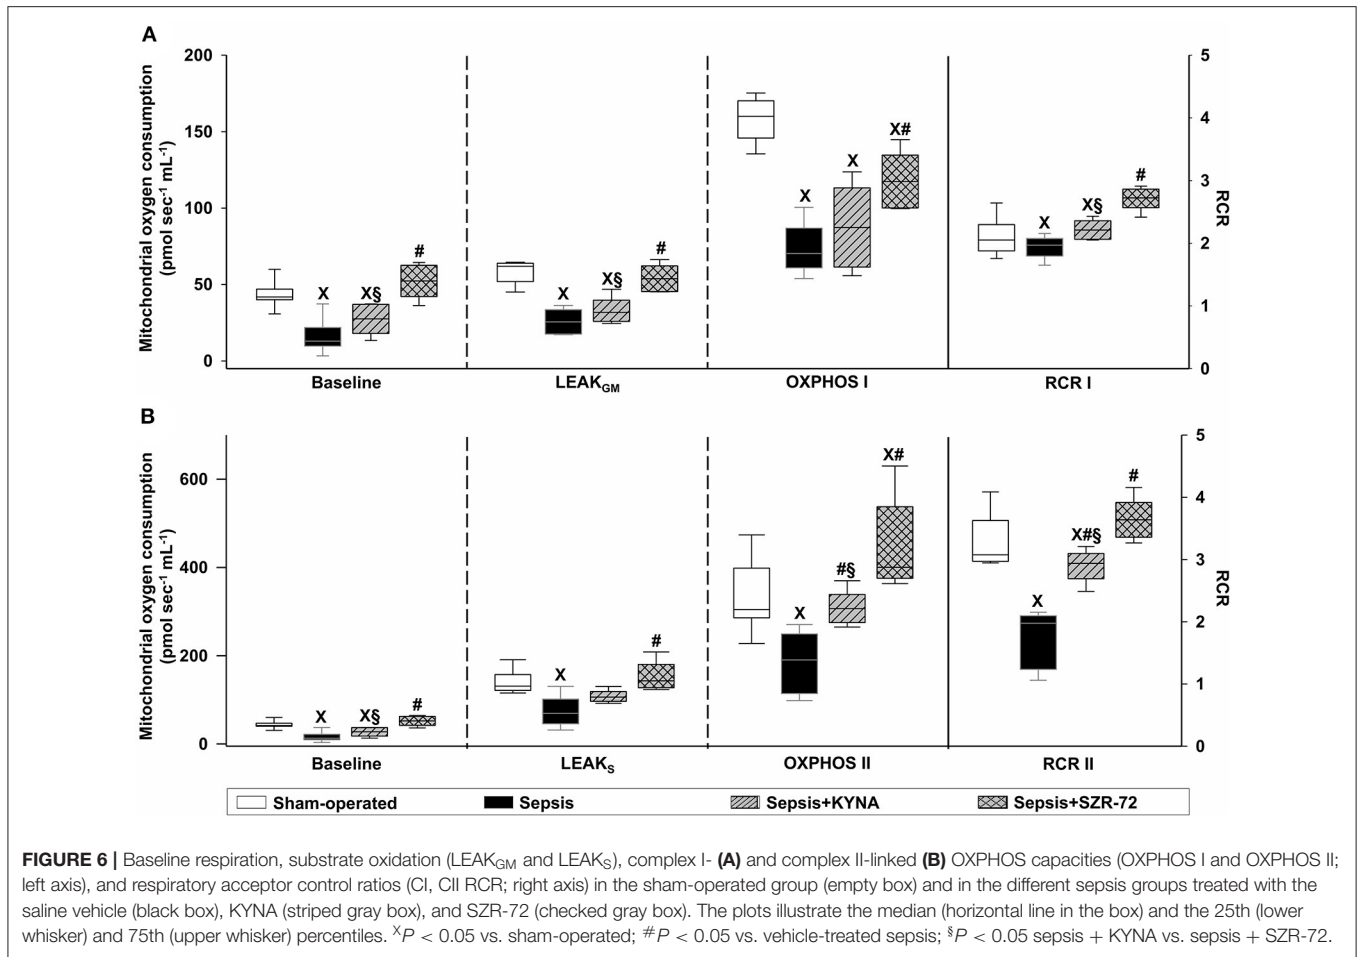 A
200
150
100
50
0
5
4
3
2
1
0
Mitochondrial oxygen consumption
(pmol sec⁻¹ mL⁻¹)
RCR
X
X§
#
X
X§
#
X
X
X#
X
X§
#
Baseline
LEAK_GM
OXPHOS I
RCR I
B
600
400
200
0
5
4
3
2
1
0
Mitochondrial oxygen consumption
(pmol sec⁻¹ mL⁻¹)
RCR
X
X§
#
X
#
X
#§
X#
X
X#§
#
Baseline
LEAK_S
OXPHOS II
RCR II
Sham-operated Sepsis Sepsis+KYNA Sepsis+SZR-72
FIGURE 6 | Baseline respiration, substrate oxidation (LEAK_GM and LEAK_S), complex I- (A) and complex II-linked (B) OXPHOS capacities (OXPHOS I and OXPHOS II;
left axis), and respiratory acceptor control ratios (CI, CII RCR; right axis) in the sham-operated group (empty box) and in the different sepsis groups treated with the
saline vehicle (black box), KYNA (striped gray box), and SZR-72 (checked gray box). The plots illustrate the median (horizontal line in the box) and the 25th (lower
whisker) and 75th (upper whisker) percentiles. ˣP < 0.05 vs. sham-operated; #P < 0.05 vs. vehicle-treated sepsis; §P < 0.05 sepsis + KYNA vs. sepsis + SZR-72.